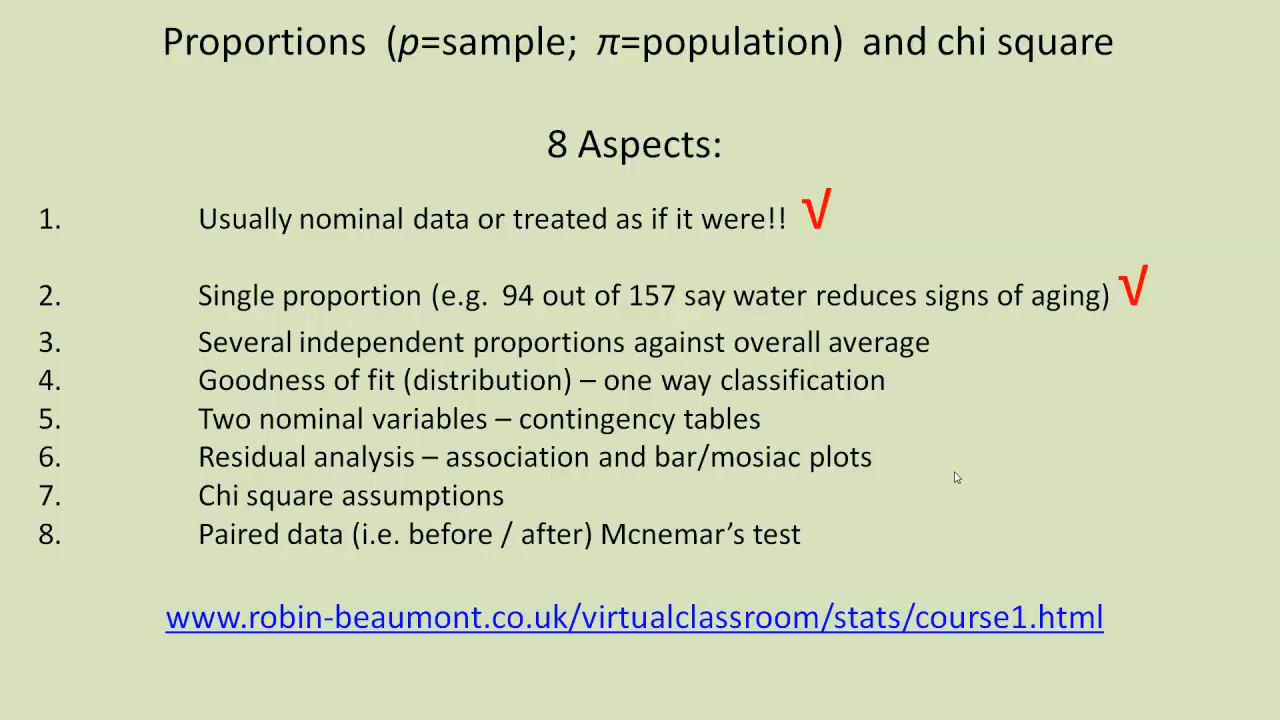 Proportions (p=sample; π=population) and chi square
8 Aspects:
1. Usually nominal data or treated as if it were!! √
2. Single proportion (e.g. 94 out of 157 say water reduces signs of aging) √
3. Several independent proportions against overall average
4. Goodness of fit (distribution) – one way classification
5. Two nominal variables – contingency tables
6. Residual analysis – association and bar/mosiac plots
7. Chi square assumptions
8. Paired data (i.e. before / after) Mcnemar’s test
www.robin-beaumont.co.uk/virtualclassroom/stats/course1.html